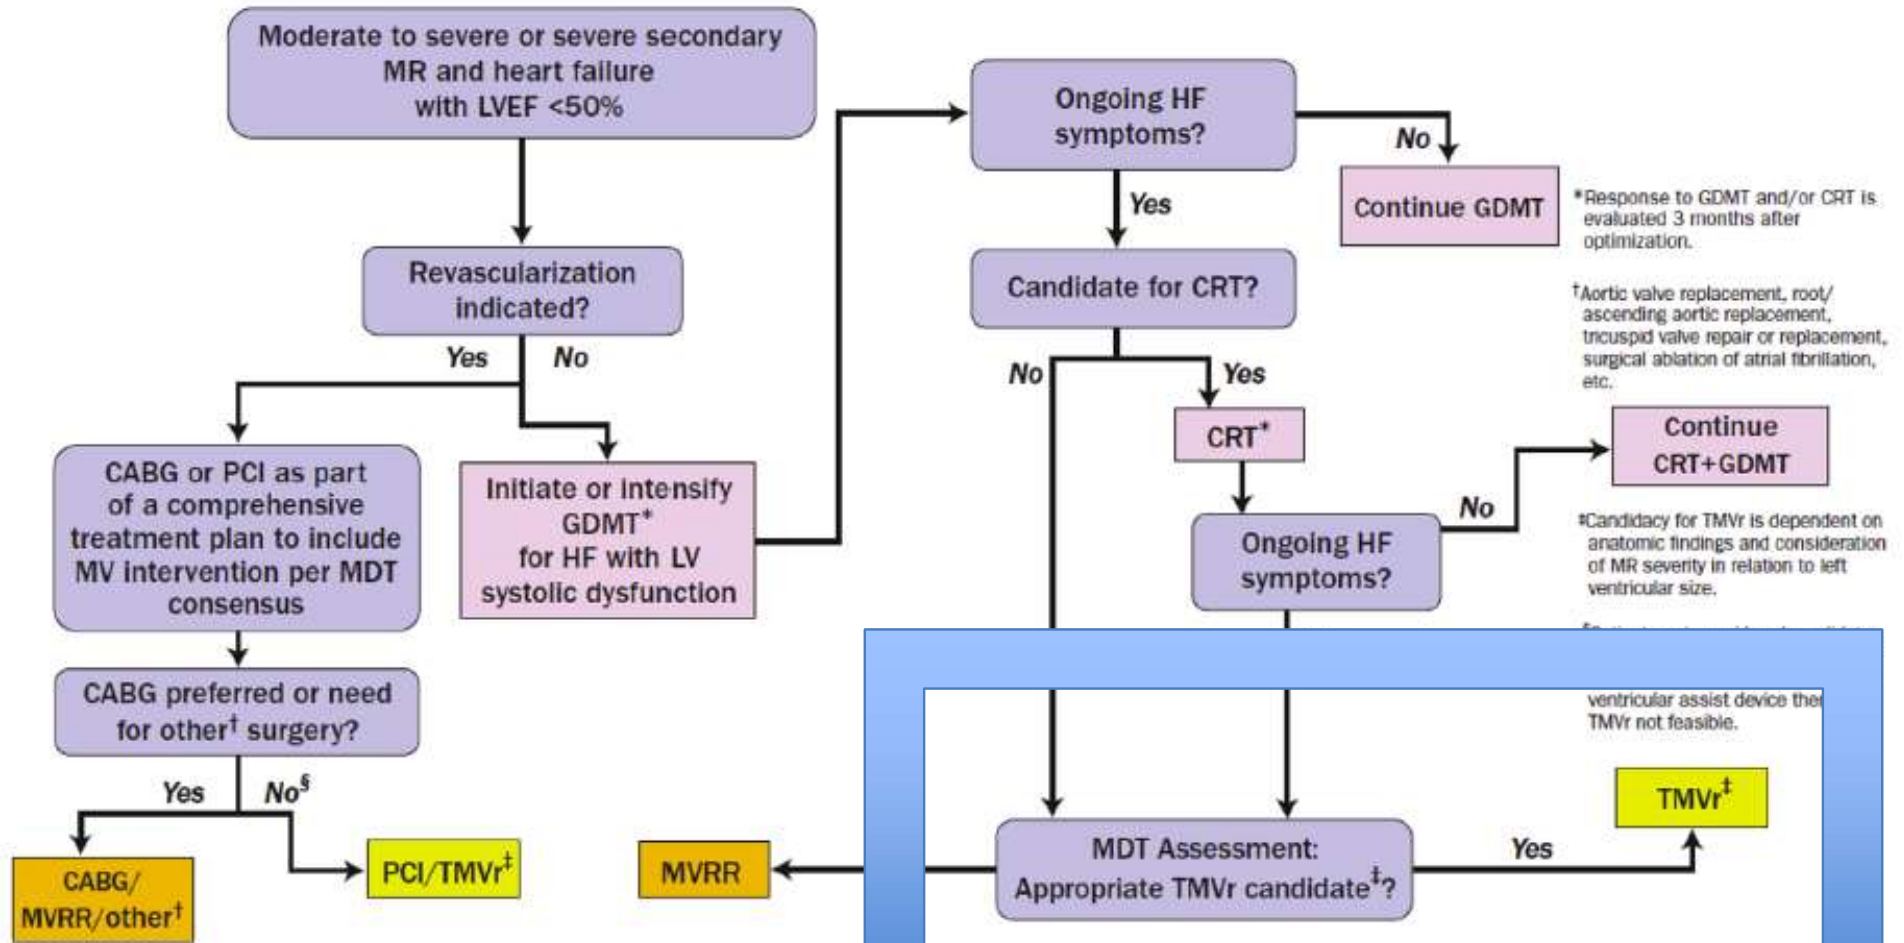 Moderate to severe or severe secondary
MR and heart failure
with LVEF <50%
Revascularization
indicated?
Yes
No
CABG or PCI as part
of a comprehensive
treatment plan to include
MV intervention per MDT
consensus
Initiate or intensify
GDMT*
for HF with LV
systolic dysfunction
CABG preferred or need
for other† surgery?
Yes
No§
CABG/
MVRR/other†
PCI/TMVr‡
Ongoing HF
symptoms?
No
Continue GDMT
Yes
Candidate for CRT?
No
Yes
CRT*
Ongoing HF
symptoms?
No
Continue
CRT+GDMT
MDT Assessment:
Appropriate TMVr candidate‡?
MVRR
Yes
TMVr‡
*Response to GDMT and/or CRT is
evaluated 3 months after
optimization.
†Aortic valve replacement, root/
ascending aortic replacement,
tricuspid valve repair or replacement,
surgical ablation of atrial fibrillation,
etc.
‡Candidacy for TMVr is dependent on
anatomic findings and consideration
of MR severity in relation to left
ventricular size.
ventricular assist device
TMVr not feasible.